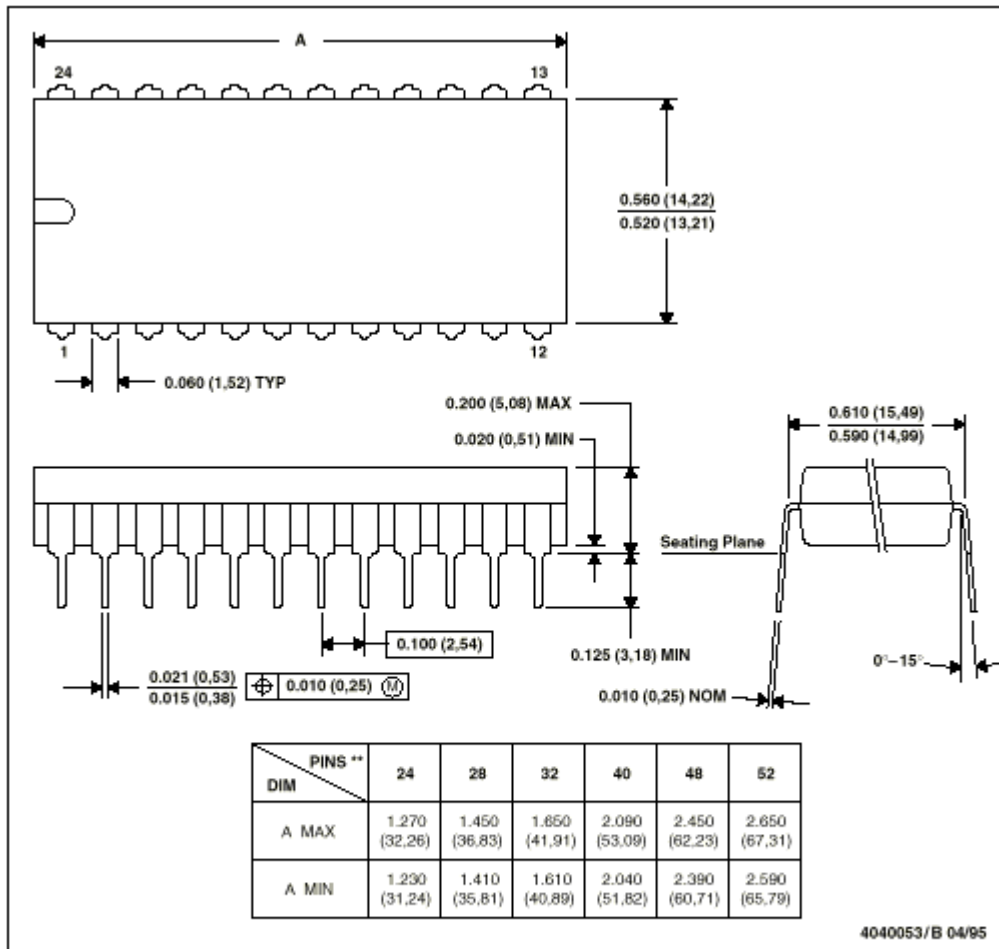 A
24
13
0.560 (14,22)
0.520 (13,21)
1
12
0.060 (1,52) TYP
0.200 (5,08) MAX
0.020 (0,51) MIN
0.610 (15,49)
0.590 (14,99)
Seating Plane
0.100 (2,54)
0.125 (3,18) MIN
0°–15°
0.021 (0,53)
0.015 (0,38)
0.010 (0,25) M
0.010 (0,25) NOM
PINS **
DIM
24 28 32 40 48 52
A MAX 1.270 (32,26) 1.450 (36,83) 1.650 (41,91) 2.090 (53,09) 2.450 (62,23) 2.650 (67,31)
A MIN 1.230 (31,24) 1.410 (35,81) 1.610 (40,89) 2.040 (51,82) 2.390 (60,71) 2.590 (65,79)
4040053/B 04/95